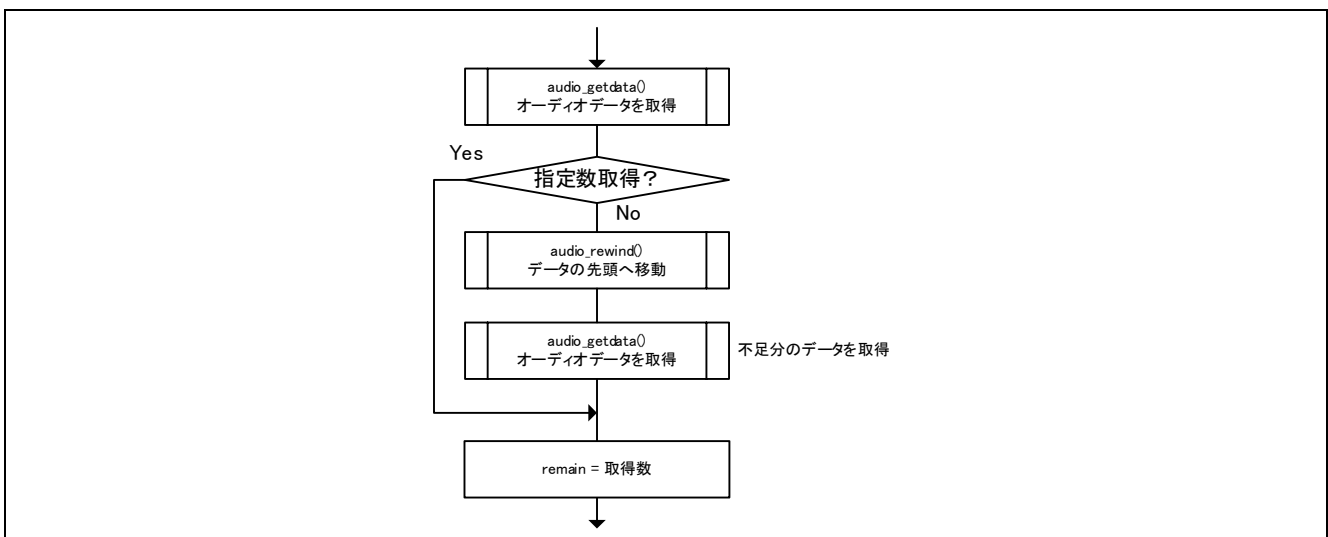 audio_getdata()
オーディオデータを取得
Yes
指定数取得？
No
audio_rewind()
データの先頭へ移動
audio_getdata()
オーディオデータを取得
不足分のデータを取得
remain = 取得数